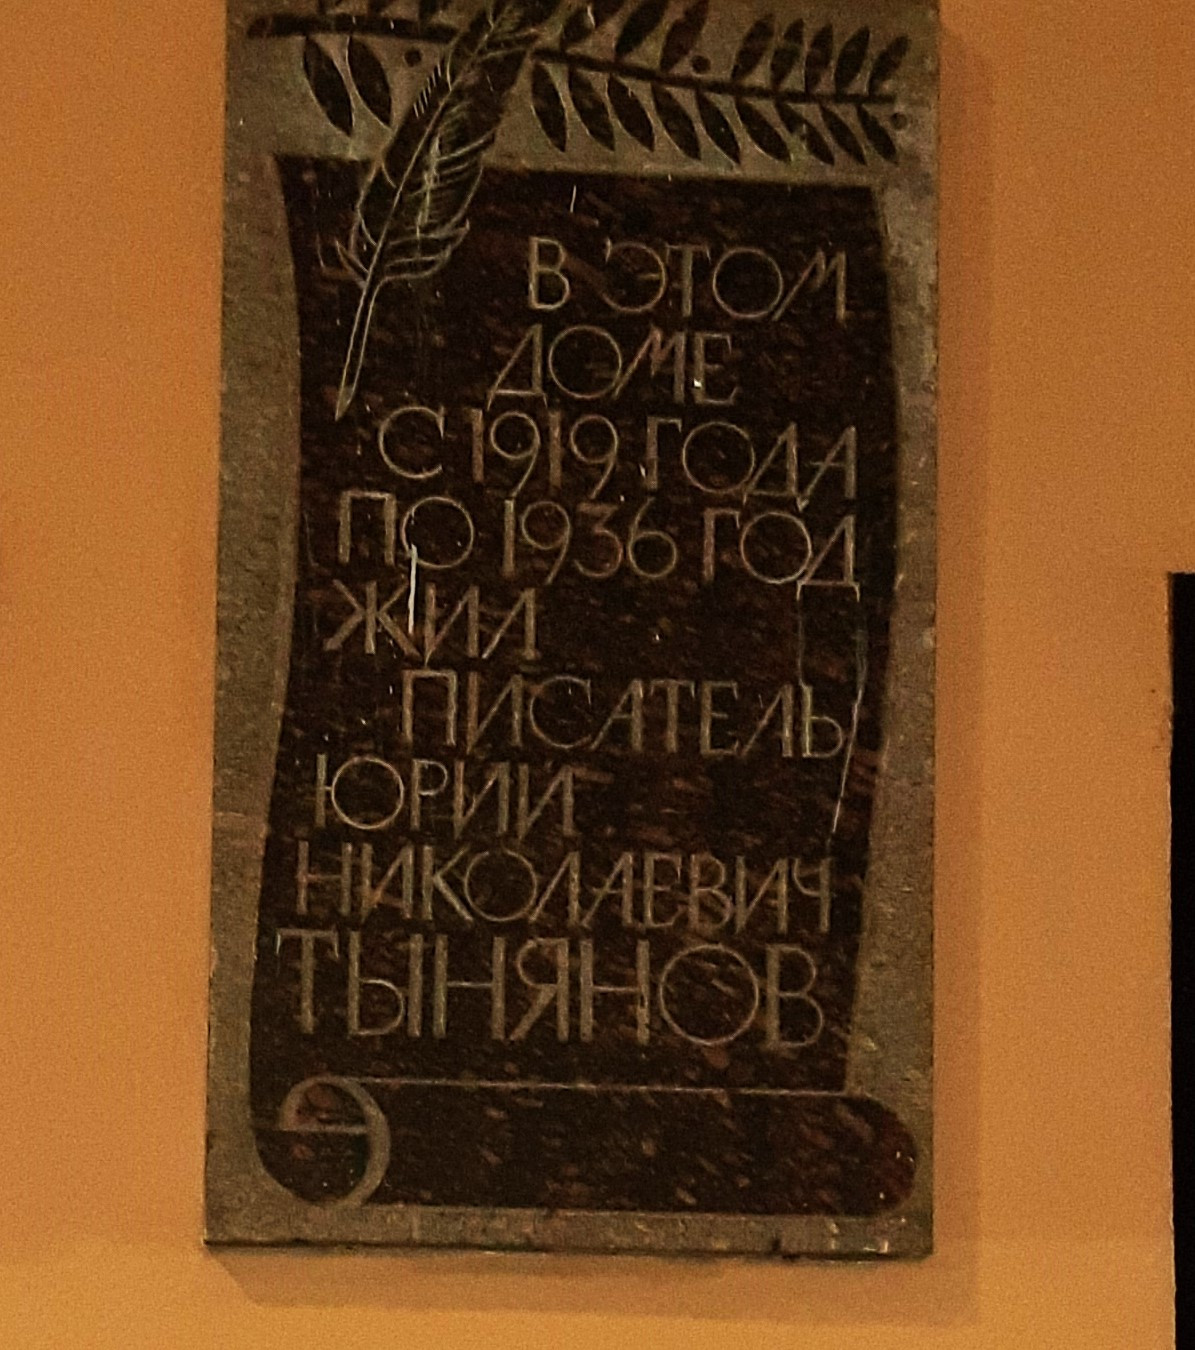 В ЭТОМ
ДОМЕ
С 1919 ГОДА
ПО 1936 ГОД
ЖИЛ
ПИСАТЕЛЬ
ЮРИЙ
НИКОЛАЕВИЧ
ТЫНЯНОВ